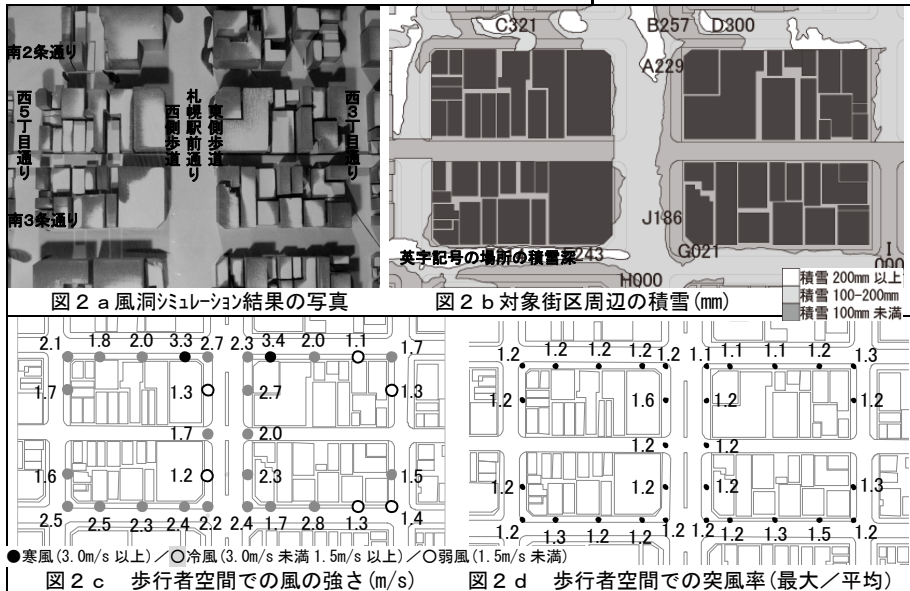 南2条通り
西5丁目通り
西側歩道
札幌駅前通り
東側歩道
西3丁目通り
南3条通り
図2a風洞シミュレーション結果の写真
C321
B257 D300
A229
J186
英字記号の場所の積雪深
243
G021
I
000
H000
積雪 200mm 以上
積雪 100-200mm
積雪 100mm 未満
図2b対象街区周辺の積雪(mm)
2.1 1.8 2.0 3.3 2.7 2.3 3.4 2.0 1.1 1.7
1.7 1.3 2.7 1.3
1.7 2.0
1.6 1.2 2.3 1.5
2.5 2.5 2.3 2.4 2.2 2.4 1.7 2.8 1.3 1.4
●寒風(3.0m/s 以上)/○冷風(3.0m/s 未満 1.5m/s 以上)/○弱風(1.5m/s 未満)
図2c 歩行者空間での風の強さ(m/s)
1.2 1.2 1.2 1.2 1.2 1.1 1.1 1.1 1.2 1.3
1.2 1.6 1.2 1.2
1.2 1.2
1.2 1.2 1.2 1.3
1.2 1.3 1.2 1.2 1.2 1.2 1.2 1.2 1.5 1.2
図2d 歩行者空間での突風率(最大/平均)